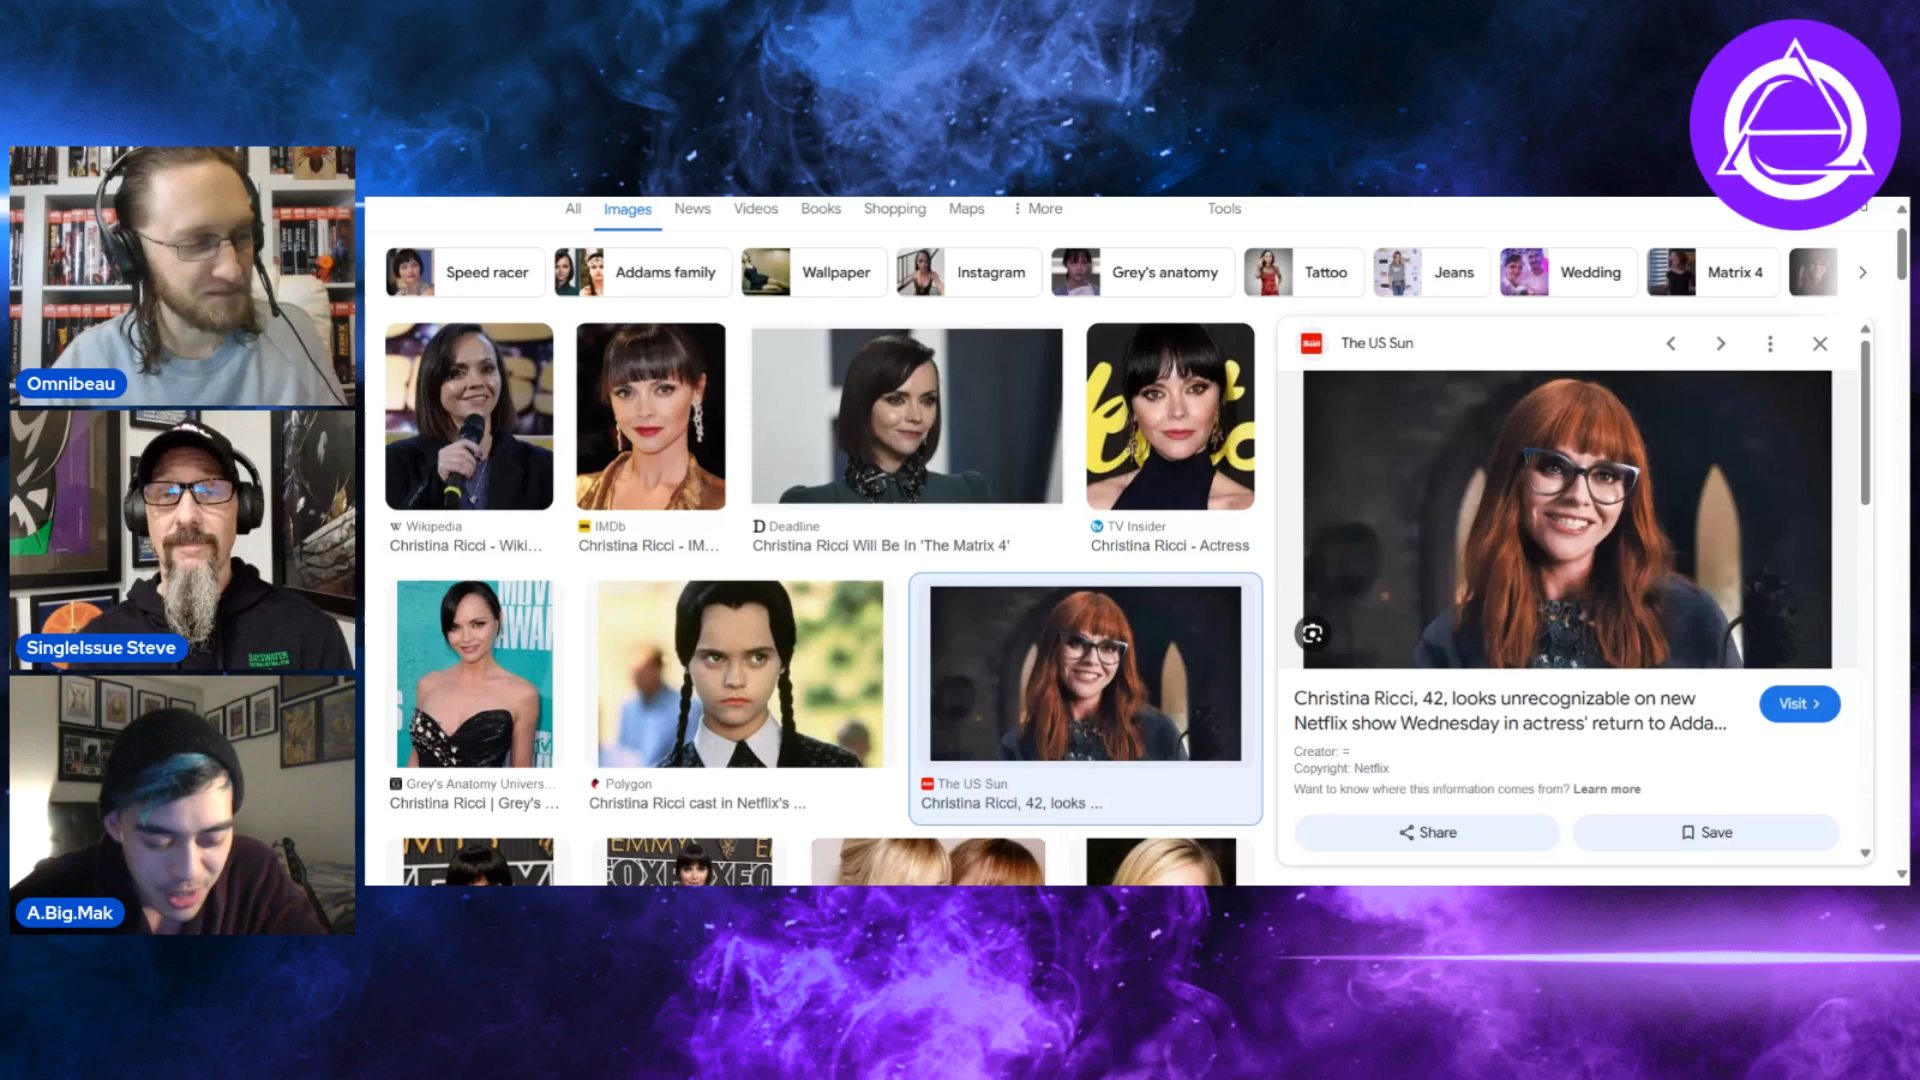 All Images News Videos Books Shopping Maps More Tools
Speed racer Addams family Wallpaper Instagram Grey's anatomy Tattoo Jeans Wedding Matrix 4
Omnibeau
SingleIssue Steve
BAYSWATER
A.Big.Mak
Wikipedia
Christina Ricci - Wiki...
IMDb
Christina Ricci - IM...
Deadline
Christina Ricci Will Be In 'The Matrix 4'
TV Insider
Christina Ricci - Actress
Grey's Anatomy Univers...
Christina Ricci | Grey's ...
Polygon
Christina Ricci cast in Netflix's ...
The US Sun
Christina Ricci, 42, looks ...
EMMY
The US Sun
Christina Ricci, 42, looks unrecognizable on new
Netflix show Wednesday in actress' return to Adda...
Visit
Creator: =
Copyright: Netflix
Want to know where this information comes from? Learn more
Share Save